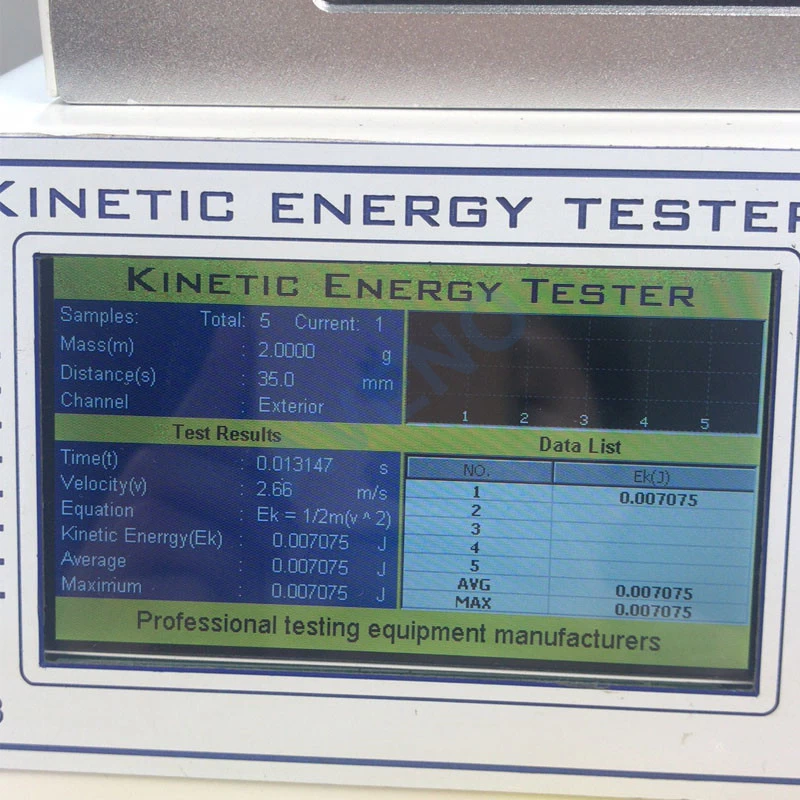 KINETIC ENERGY TESTER
KINETIC ENERGY TESTER
Samples: Total: 5 Current: 1
Mass(m) : 2.0000 g
Distance(s) : 35.0 mm
Channel : Exterior
1 2 3 4 5
Test Results
Time(t) : 0.013147 s
Velocity(v) : 2.66 m/s
Equation : Ek = 1/2m(v ^ 2)
Kinetic Enerrgy(Ek) : 0.007075 J
Average : 0.007075 J
Maximum : 0.007075 J
Data List
NO. Ek(J)
1 0.007075
2
3
4
5
AVG 0.007075
MAX 0.007075
Professional testing equipment manufacturers